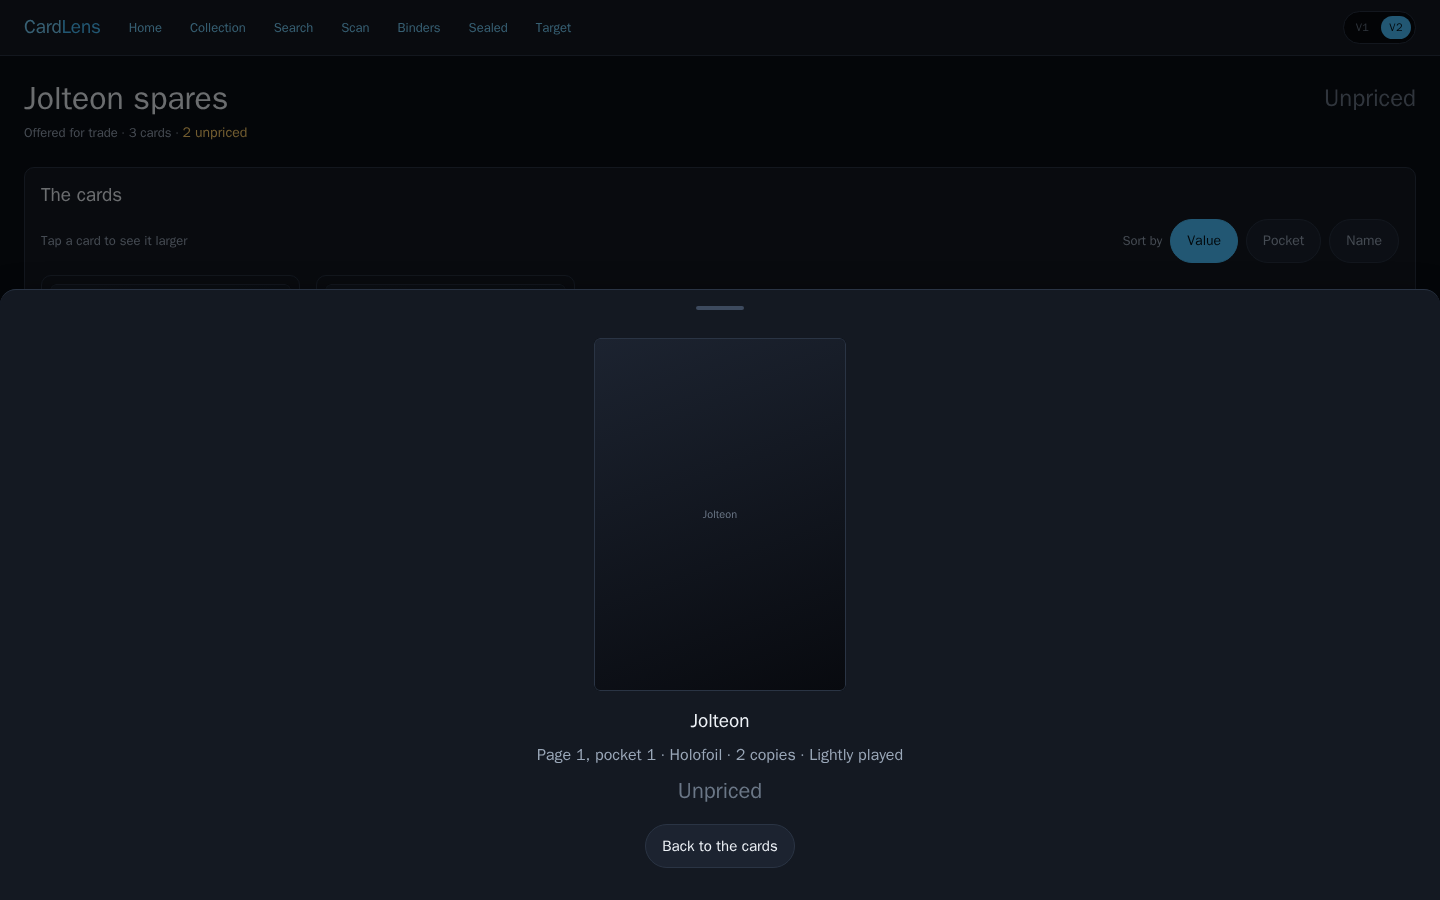 CardLens Home Collection Search Scan Binders Sealed Target V1 V2
Jolteon spares Unpriced
Offered for trade · 3 cards · 2 unpriced
The cards
Tap a card to see it larger Sort by Value Pocket Name
Jolteon
Jolteon
Page 1, pocket 1 · Holofoil · 2 copies · Lightly played
Unpriced
Back to the cards